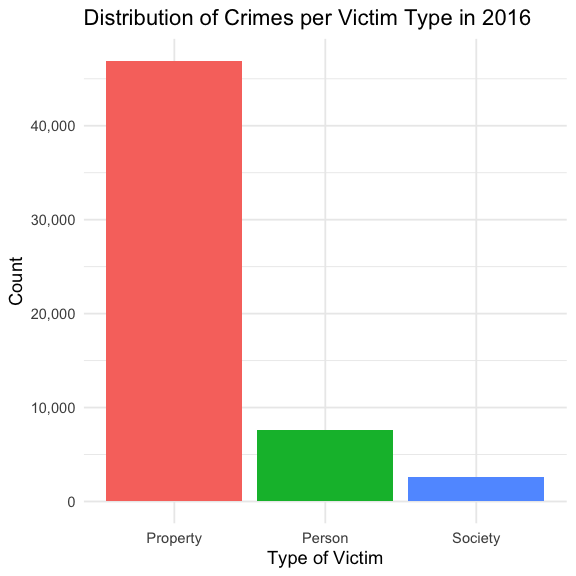 Distribution of Crimes per Victim Type in 2016
Count
40,000
30,000
20,000
10,000
0
Property Person Society
Type of Victim